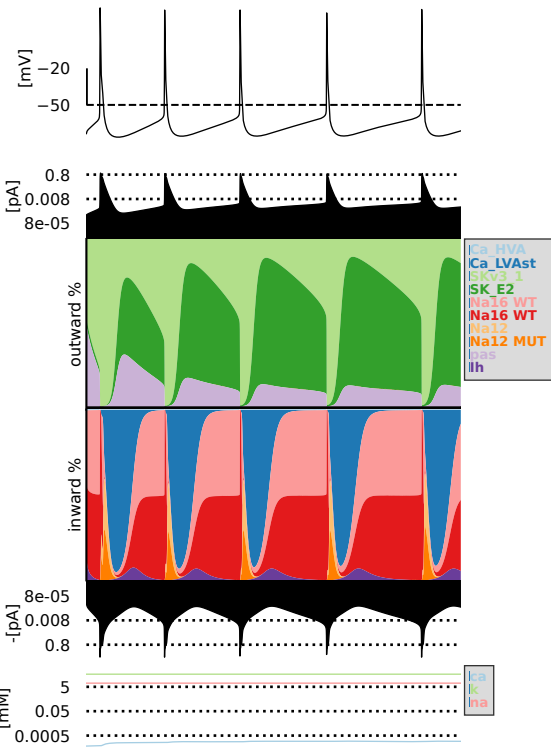 [mV]
−20
−50
[pA]
0.8
0.008
8e-05
outward %
Ca_HVA
Ca_LVAst
SKv3_1
SK_E2
Na16 WT
Na16 WT
Na12
Na12 MUT
pas
Ih
inward %
-[pA]
8e-05
0.008
0.8
[mM]
5
0.05
0.0005
ca
k
na